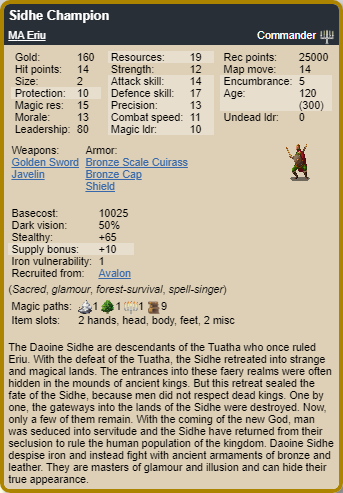 Sidhe Champion
MA Eriu Commander
Gold: 160 Resources: 19 Rec points: 25000
Hit points: 14 Strength: 12 Map move: 14
Size: 2 Attack skill: 14 Encumbrance: 5
Protection: 10 Defence skill: 17 Age: 120
Magic res: 15 Precision: 13 (300)
Morale: 13 Combat speed: 11 Undead ldr: 0
Leadership: 80 Magic ldr: 10
Weapons: Armor:
Golden Sword Bronze Scale Cuirass
Javelin Bronze Cap
Shield
Basecost: 10025
Dark vision: 50%
Stealthy: +65
Supply bonus: +10
Iron vulnerability: 1
Recruited from: Avalon
(Sacred, glamour, forest-survival, spell-singer)
Magic paths: 1 1 1 9
Item slots: 2 hands, head, body, feet, 2 misc
The Daoine Sidhe are descendants of the Tuatha who once ruled
Eriu. With the defeat of the Tuatha, the Sidhe retreated into strange
and magical lands. The entrances into these faery realms were often
hidden in the mounds of ancient kings. But this retreat sealed the
fate of the Sidhe, because men did not respect dead kings. One by
one, the gateways into the lands of the Sidhe were destroyed. Now,
only a few of them remain. With the coming of the new God, man
was seduced into servitude and the Sidhe have returned from their
seclusion to rule the human population of the kingdom. Daoine Sidhe
despise iron and instead fight with ancient armaments of bronze and
leather. They are masters of glamour and illusion and can hide their
true appearance.